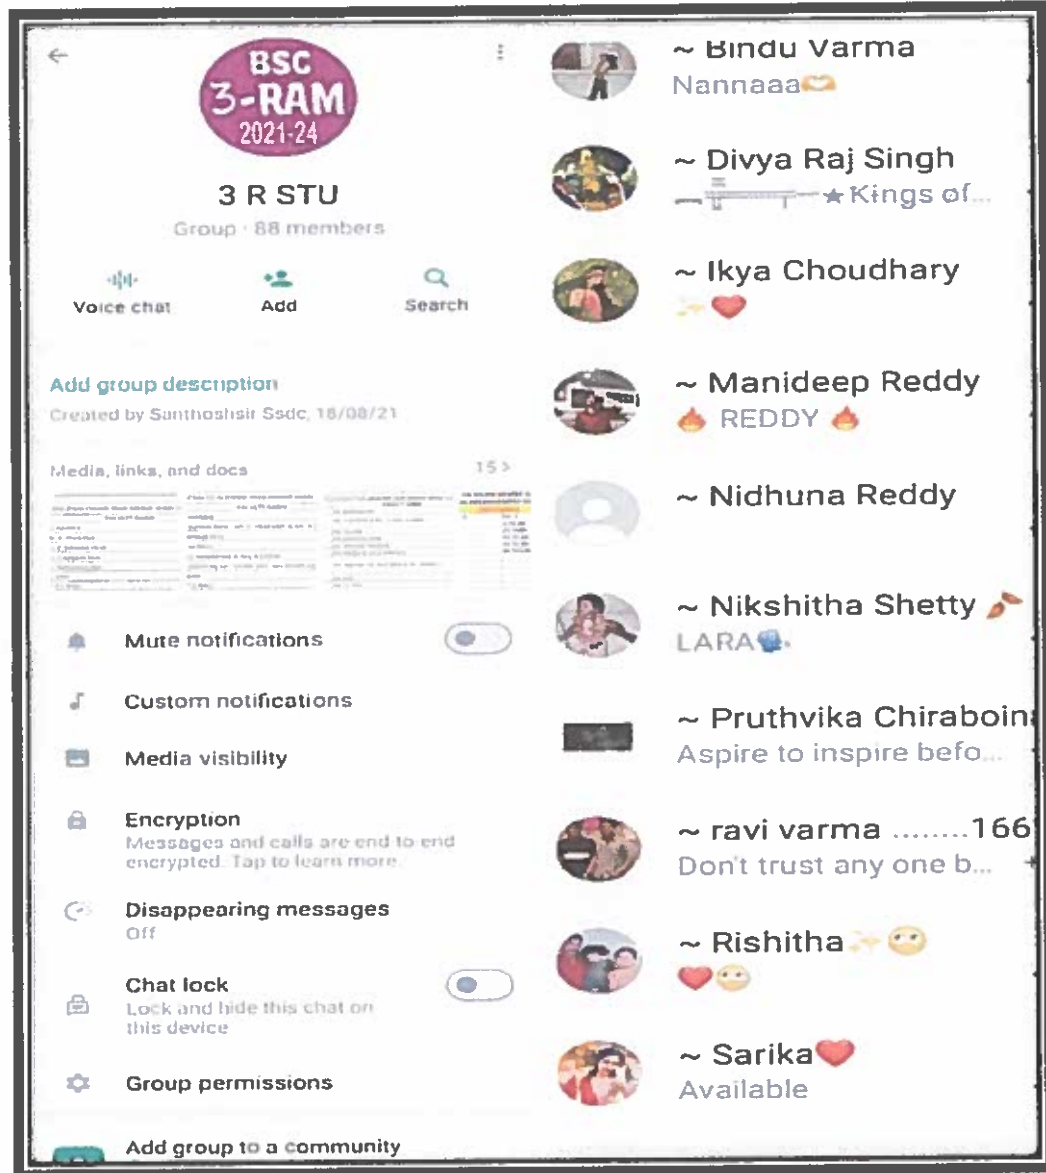 BSC
3-RAM
2021-24
3 R STU
Group · 88 members
Voice chat
Add
Search
Add group description
Created by Santhoshsir Ssdc, 18/08/21
Media, links, and docs
15 >
Mute notifications
Custom notifications
Media visibility
Encryption
Messages and calls are end to end
encrypted. Tap to learn more.
Disappearing messages
Off
Chat lock
Lock and hide this chat on
this device
Group permissions
Add group to a community
~ Bindu Varma
Nannaaa🫶
~ Divya Raj Singh
★Kings of...
~ Ikya Choudhary
✨❤️
~ Manideep Reddy
🔥 REDDY 🔥
~ Nidhuna Reddy
~ Nikshitha Shetty
LARA
~ Pruthvika Chiraboina
Aspire to inspire befo...
~ ravi varma ........166
Don't trust any one b...
~ Rishitha✨
❤️
~ Sarika❤️
Available